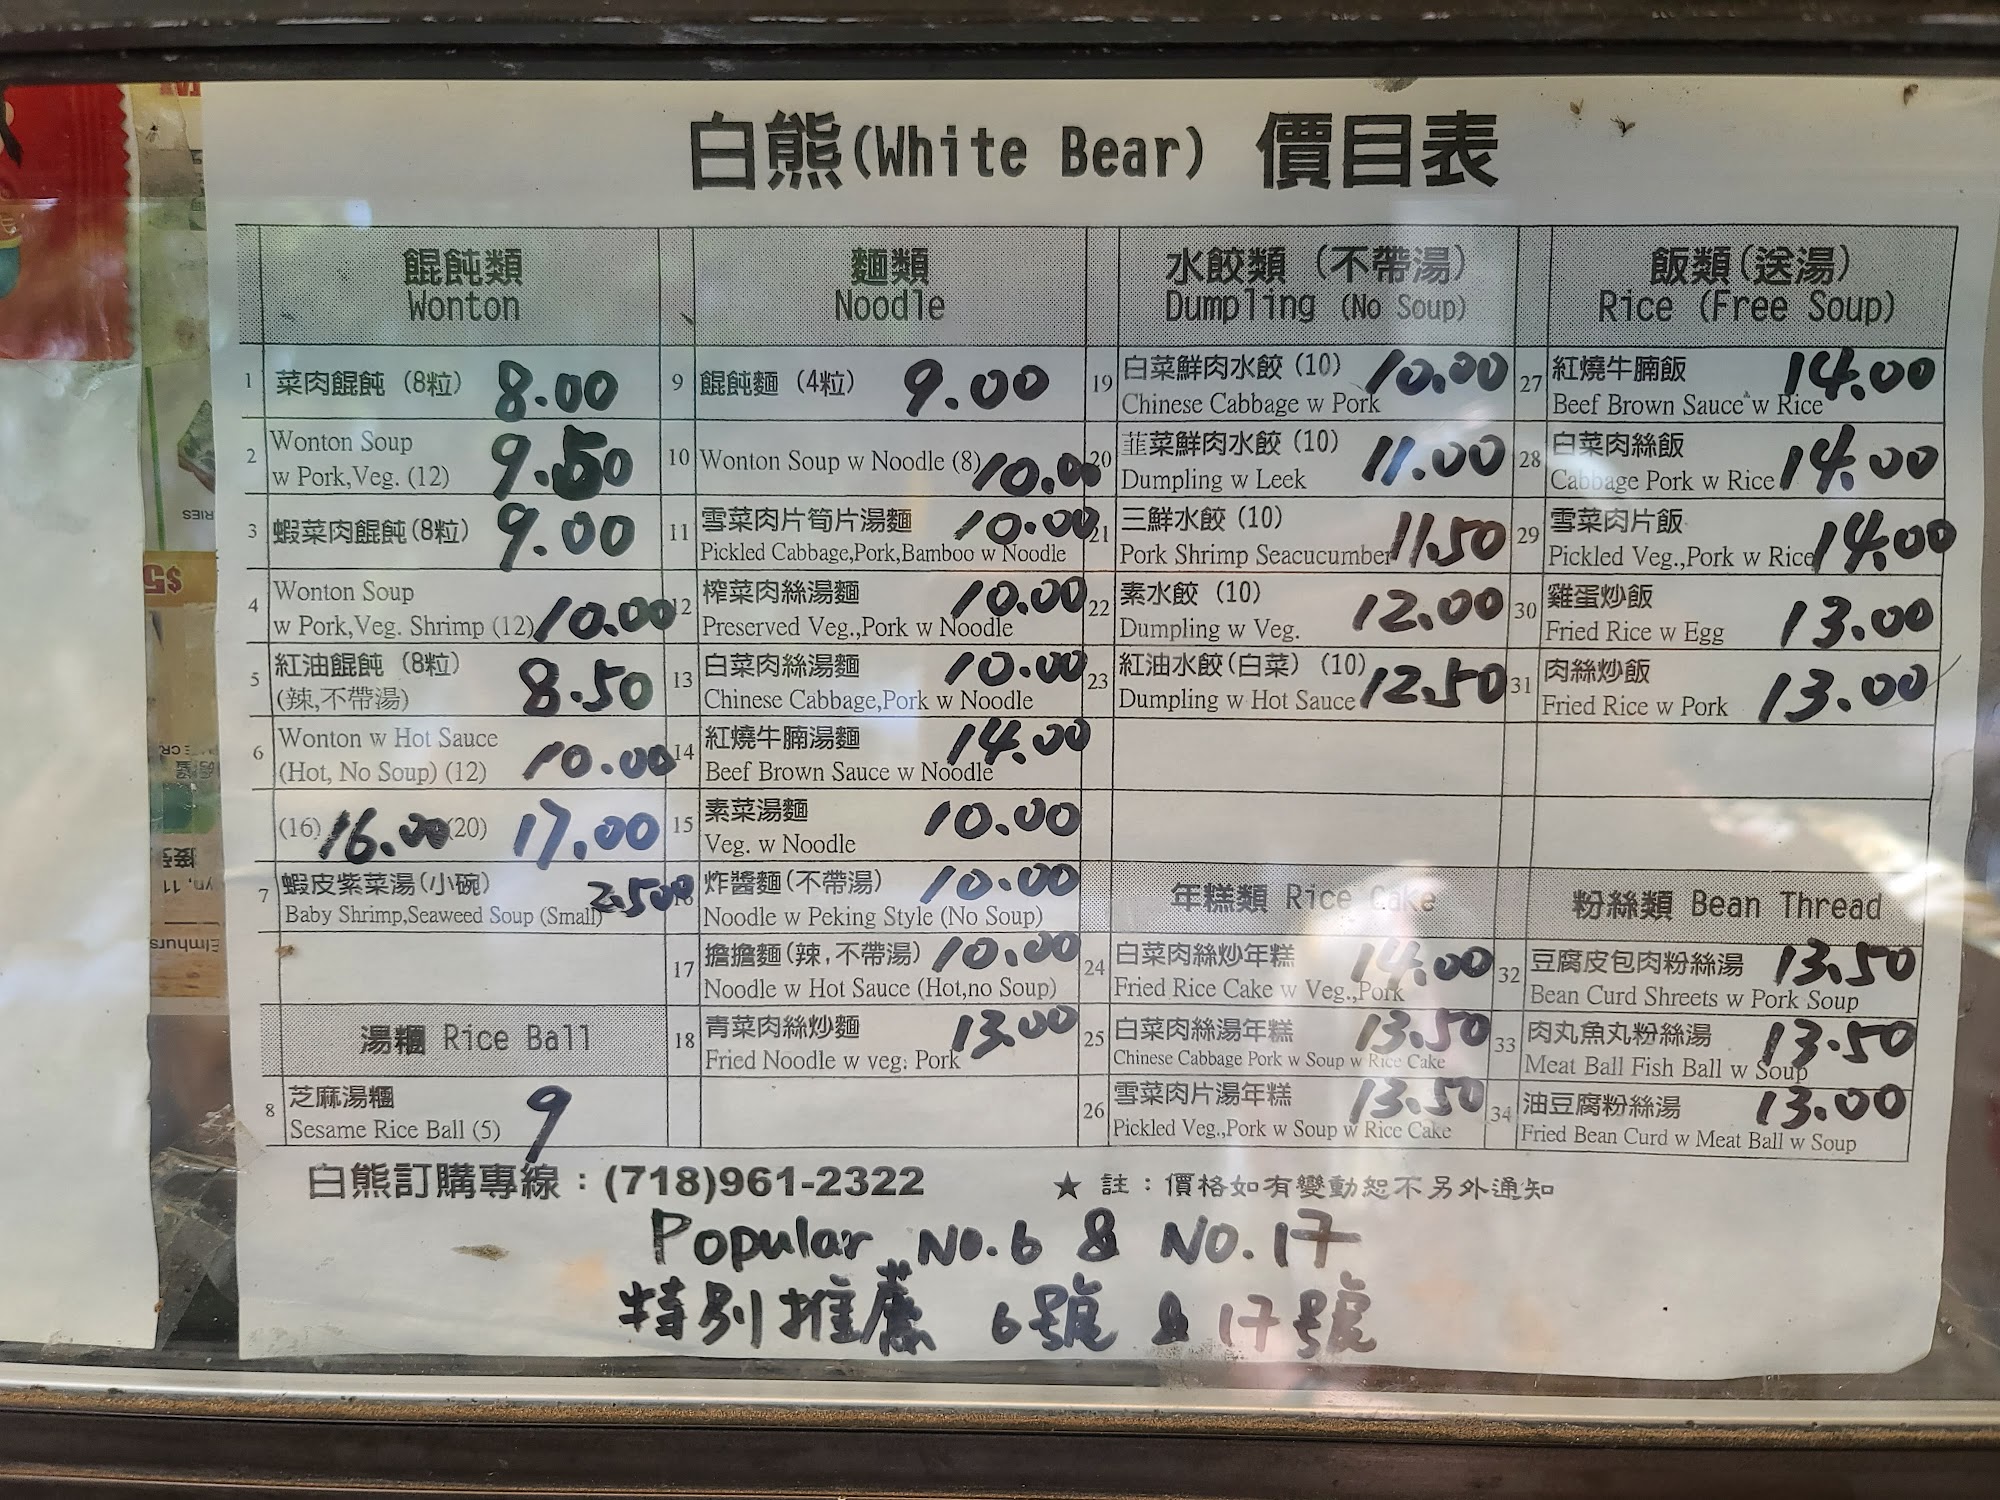 白熊(White Bear) 價目表
餛飩類
Wonton
1 菜肉餛飩 (8粒) 8.00
2 Wonton Soup
w Pork,Veg. (12) 9.50
3 蝦菜肉餛飩(8粒) 9.00
4 Wonton Soup
w Pork,Veg. Shrimp (12) 10.00
5 紅油餛飩 (8粒) 8.50
(辣,不帶湯)
6 Wonton w Hot Sauce
(Hot, No Soup) (12) 10.00
(16) 16.00 (20) 17.00
7 蝦皮紫菜湯(小碗) 2.50
Baby Shrimp,Seaweed Soup (Small)
湯糰 Rice Ball
8 芝麻湯糰 9
Sesame Rice Ball (5)
麵類
Noodle
9 餛飩麵 (4粒) 9.00
10 Wonton Soup w Noodle (8) 10.00
11 雪菜肉片筍片湯麵 10.00
Pickled Cabbage,Pork,Bamboo w Noodle
12 榨菜肉絲湯麵 10.00
Preserved Veg.,Pork w Noodle
13 白菜肉絲湯麵 10.00
Chinese Cabbage,Pork w Noodle
14 紅燒牛腩湯麵 14.00
Beef Brown Sauce w Noodle
15 素菜湯麵 10.00
Veg. w Noodle
炸醬麵(不帶湯) 10.00
Noodle w Peking Style (No Soup)
17 擔擔麵(辣,不帶湯) 10.00
Noodle w Hot Sauce (Hot,no Soup)
18 青菜肉絲炒麵 13.00
Fried Noodle w veg. Pork
水餃類 (不帶湯)
Dumpling (No Soup)
19 白菜鮮肉水餃 (10) 10.00
Chinese Cabbage w Pork
20 韮菜鮮肉水餃 (10) 11.00
Dumpling w Leek
21 三鮮水餃 (10) 11.50
Pork Shrimp Seacucumber
22 素水餃 (10) 12.00
Dumpling w Veg.
23 紅油水餃(白菜) (10) 12.50
Dumpling w Hot Sauce
年糕類 Rice Cake
24 白菜肉絲炒年糕 14.00
Fried Rice Cake w Veg.,Pork
25 白菜肉絲湯年糕 13.50
Chinese Cabbage Pork w Soup w Rice Cake
26 雪菜肉片湯年糕 13.50
Pickled Veg.,Pork w Soup w Rice Cake
飯類(送湯)
Rice (Free Soup)
27 紅燒牛腩飯 14.00
Beef Brown Sauce w Rice
28 白菜肉絲飯 14.00
Cabbage Pork w Rice
29 雪菜肉片飯 14.00
Pickled Veg.,Pork w Rice
30 雞蛋炒飯 13.00
Fried Rice w Egg
31 肉絲炒飯 13.00
Fried Rice w Pork
粉絲類 Bean Thread
32 豆腐皮包肉粉絲湯 13.50
Bean Curd Shreets w Pork Soup
33 肉丸魚丸粉絲湯 13.50
Meat Ball Fish Ball w Soup
34 油豆腐粉絲湯 13.00
Fried Bean Curd w Meat Ball w Soup
白熊訂購專線:(718)961-2322
★ 註:價格如有變動恕不另外通知
Popular No.6 & No.17
特別推薦 6號 & 17號